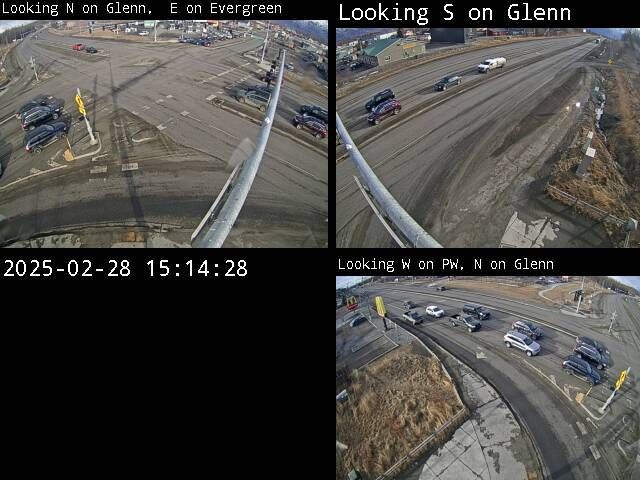 Looking N on Glenn,  E on Evergreen
Looking S on Glenn
2025-02-28 15:14:28
Looking W on PW, N on Glenn